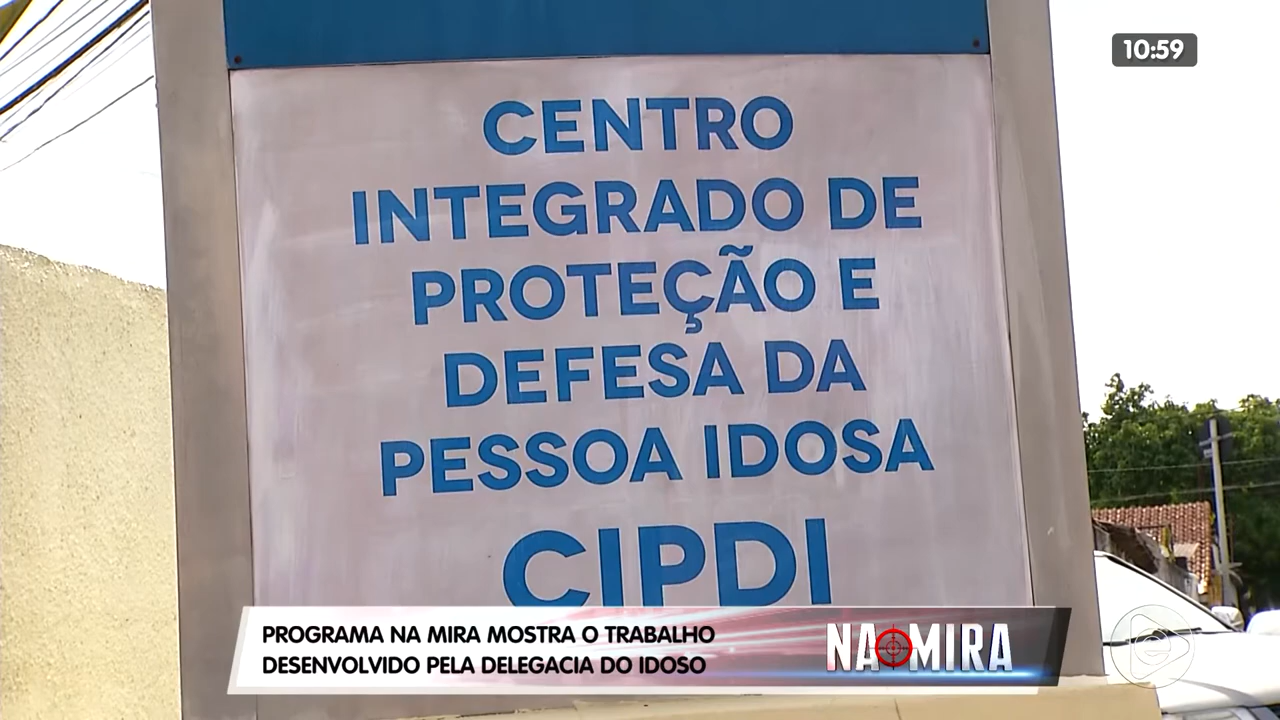 10:59
CENTRO
INTEGRADO DE
PROTEÇÃO E
DEFESA DA
PESSOA IDOSA
CIPDI
PROGRAMA NA MIRA MOSTRA O TRABALHO
DESENVOLVIDO PELA DELEGACIA DO IDOSO
NA MIRA